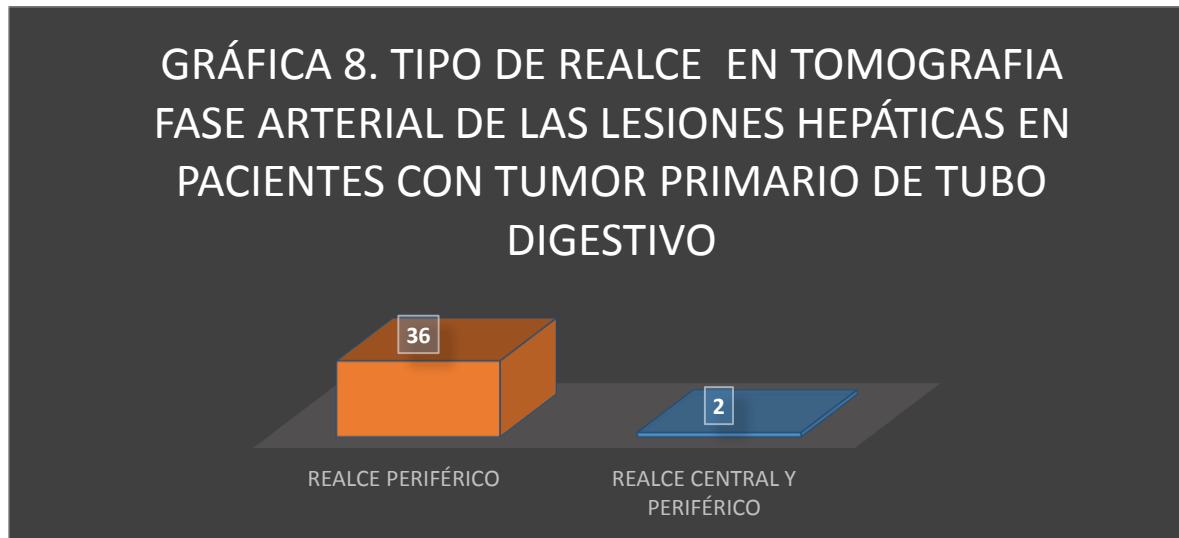 GRÁFICA 8. TIPO DE REALCE EN TOMOGRAFIA
FASE ARTERIAL DE LAS LESIONES HEPÁTICAS EN
PACIENTES CON TUMOR PRIMARIO DE TUBO
DIGESTIVO
36
2
REALCE PERIFÉRICO
REALCE CENTRAL Y
PERIFÉRICO